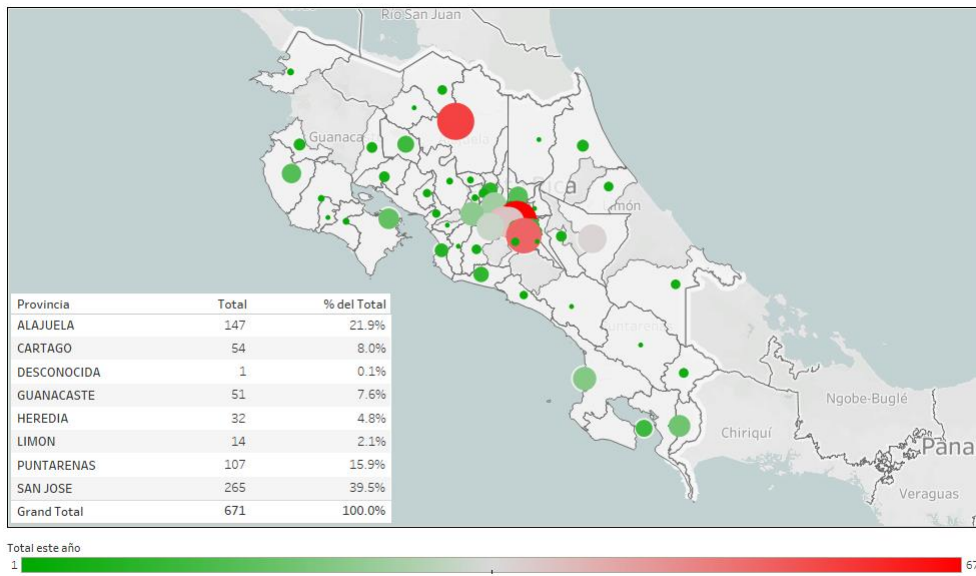 Río San Juan
Guanacas
Rica
Limón
Puntarenas
Provincia Total % del Total
ALAJUELA 147 21.9%
CARTAGO 54 8.0%
DESCONOCIDA 1 0.1%
GUANACASTE 51 7.6%
HEREDIA 32 4.8%
LIMON 14 2.1%
PUNTARENAS 107 15.9%
SAN JOSE 265 39.5%
Grand Total 671 100.0%
Ngobe-Buglé
Chiriquí
Pana
Veraguas
Total este año
1 67